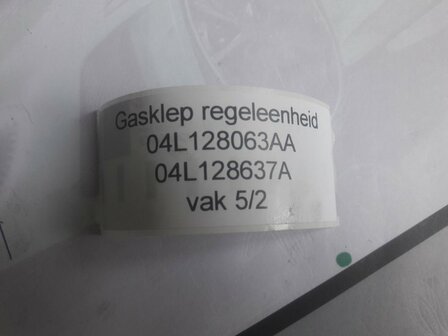 Gasklep regeleenheid
04L128063AA
04L128637A
vak 5/2